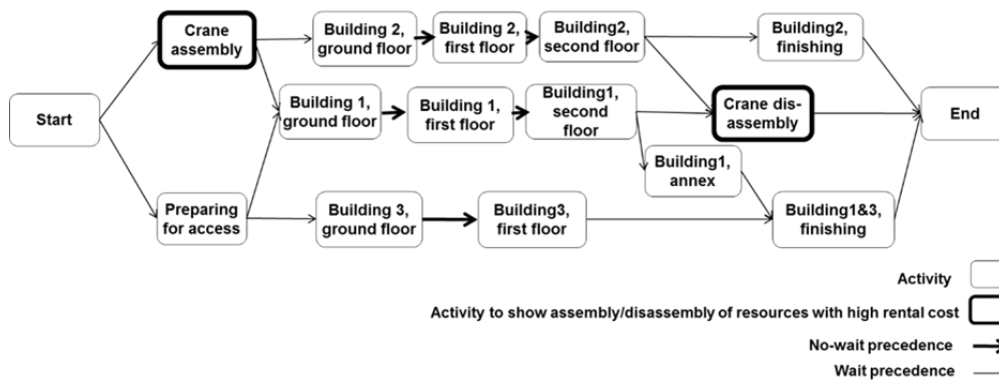 Crane
assembly
Building 2,
ground floor
Building 2,
first floor
Building2,
second floor
Building2,
finishing
Start
Building 1,
ground floor
Building 1,
first floor
Building1,
second
floor
Crane dis-
assembly
End
Building1,
annex
Preparing
for access
Building 3,
ground floor
Building3,
first floor
Building1&3,
finishing
Activity
Activity to show assembly/disassembly of resources with high rental cost
No-wait precedence
Wait precedence